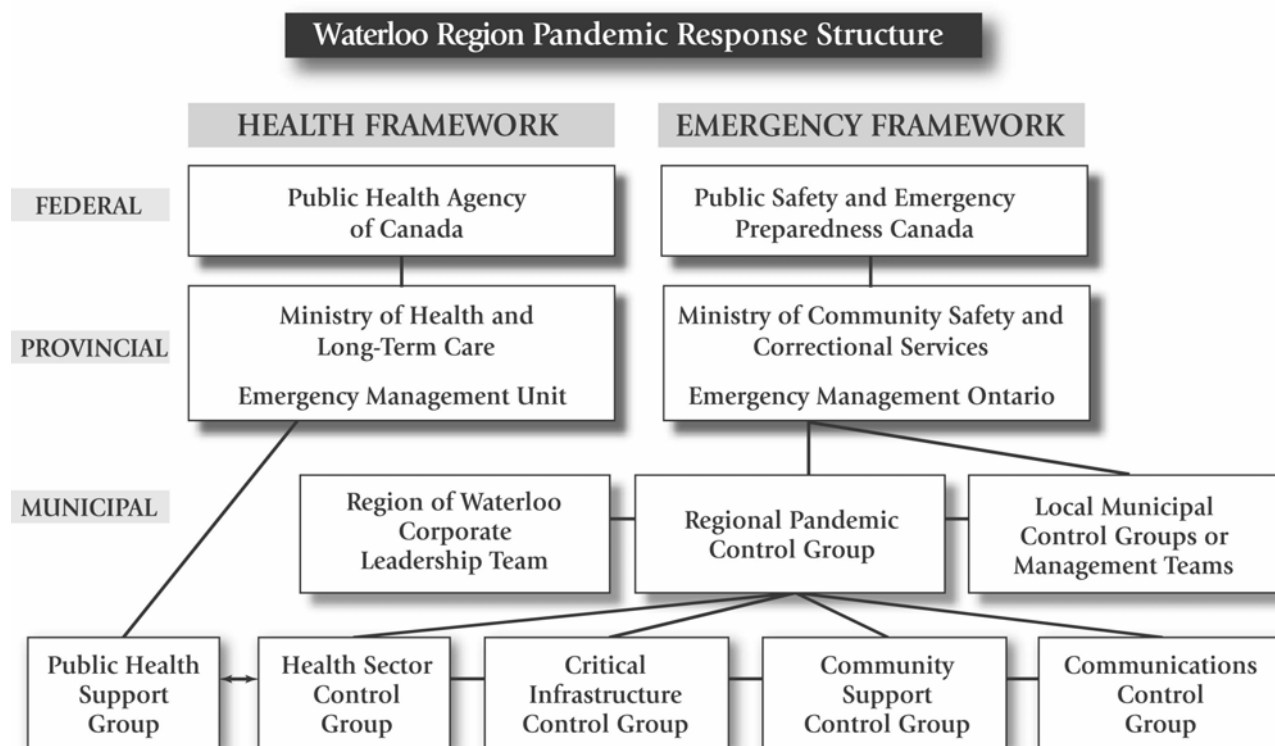 Waterloo Region Pandemic Response Structure
HEALTH FRAMEWORK
EMERGENCY FRAMEWORK
FEDERAL
Public Health Agency
of Canada
Public Safety and Emergency
Preparedness Canada
PROVINCIAL
Ministry of Health and
Long-Term Care
Emergency Management Unit
Ministry of Community Safety and
Correctional Services
Emergency Management Ontario
MUNICIPAL
Region of Waterloo
Corporate
Leadership Team
Regional Pandemic
Control Group
Local Municipal
Control Groups or
Management Teams
Public Health
Support
Group
Health Sector
Control
Group
Critical
Infrastructure
Control Group
Community
Support
Control Group
Communications
Control
Group